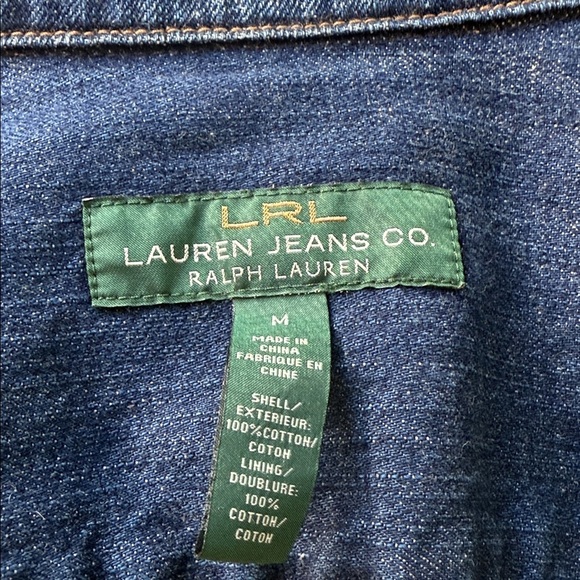 LRL
LAUREN JEANS CO.
RALPH LAUREN
M
MADE IN
CHINA
FABRIQUE EN
CHINE
SHELL/
EXTERIEUR:
100%COTTON/
COTON
LINING/
DOUBLURE:
100%
COTTON/
COTON